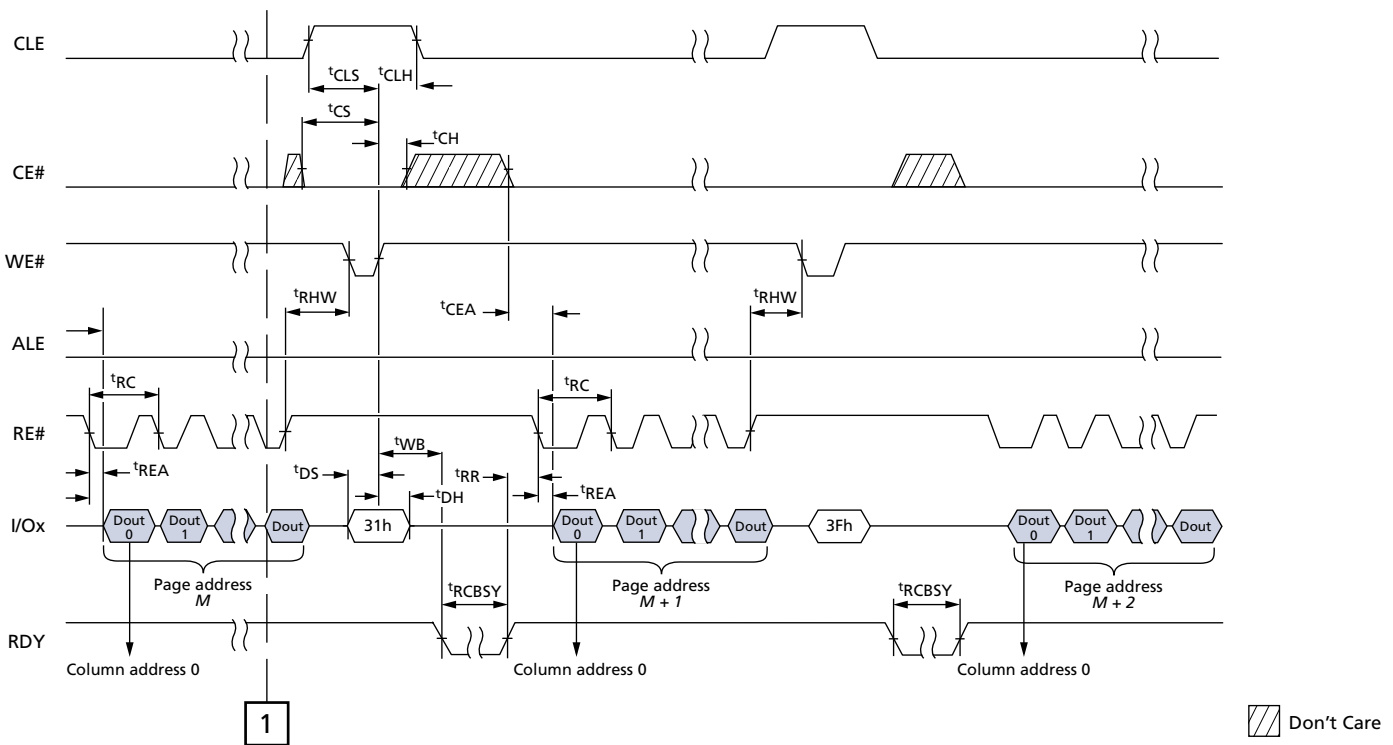 CLE
tCLS
tCLH
tCS
tCH
CE#
WE#
tRHW
tCEA
tRHW
ALE
tRC
tRC
RE#
tREA
tWB
tDS
tRR
tDH
tREA
I/Ox
Dout 0
Dout 1
Dout
31h
Dout 0
Dout 1
Dout
3Fh
Dout 0
Dout 1
Dout
Page address
M
tRCBSY
Page address
M + 1
tRCBSY
Page address
M + 2
RDY
Column address 0
Column address 0
Column address 0
1
Don't Care